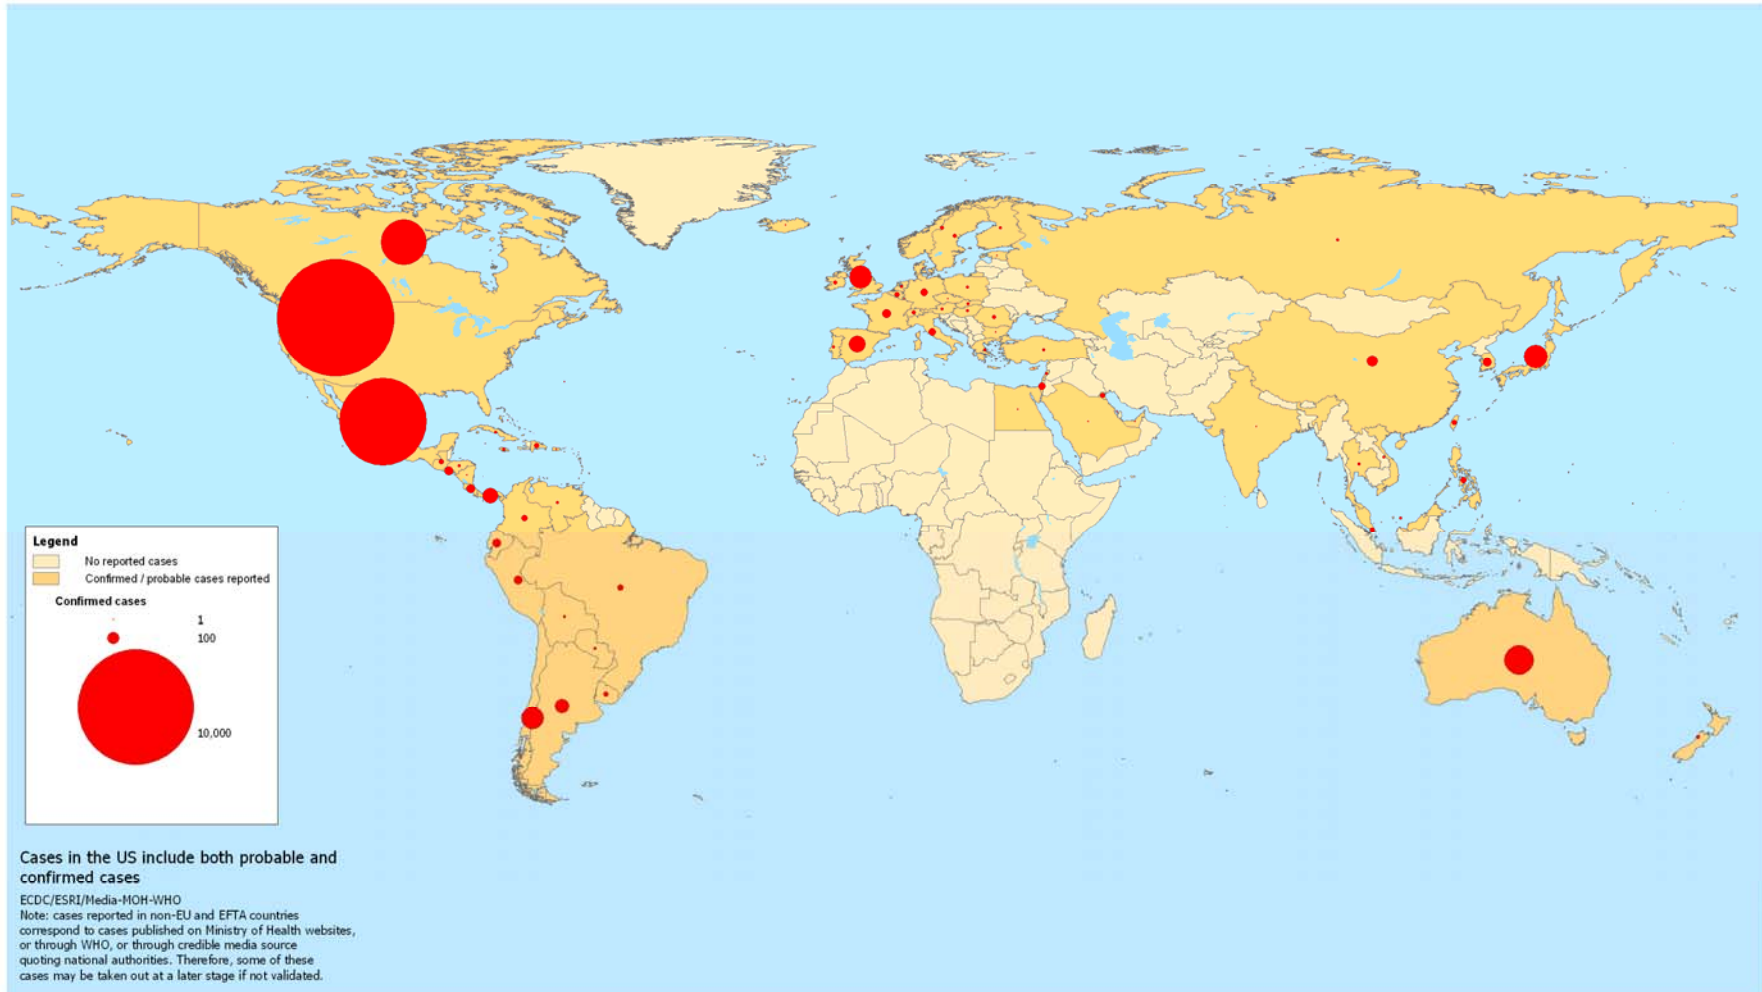 Legend
No reported cases
Confirmed / probable cases reported
Confirmed cases
1
100
10,000
Cases in the US include both probable and
confirmed cases
ECDC/ESRI/Media-MOH-WHO
Note: cases reported in non-EU and EFTA countries
correspond to cases published on Ministry of Health websites,
or through WHO, or through credible media source
quoting national authorities. Therefore, some of these
cases may be taken out at a later stage if not validated.